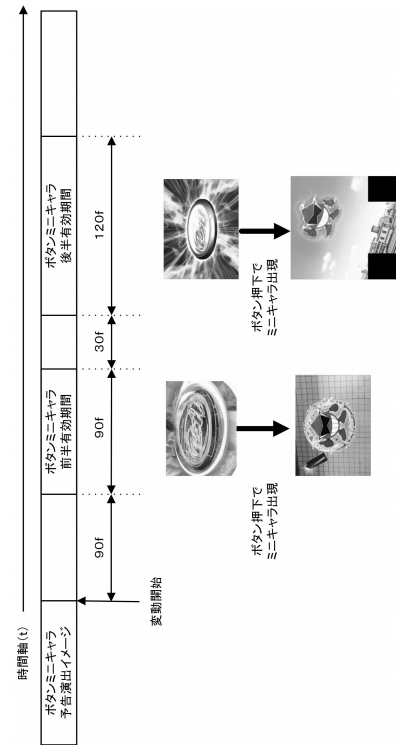 時間軸(t)
ボタンミニキャラ
予告演出イメージ
ボタンミニキャラ
前半有効期間
ボタンミニキャラ
後半有効期間
90f
90f
30f
120f
変動開始
ボタン押下で
ミニキャラ出現
ボタン押下で
ミニキャラ出現